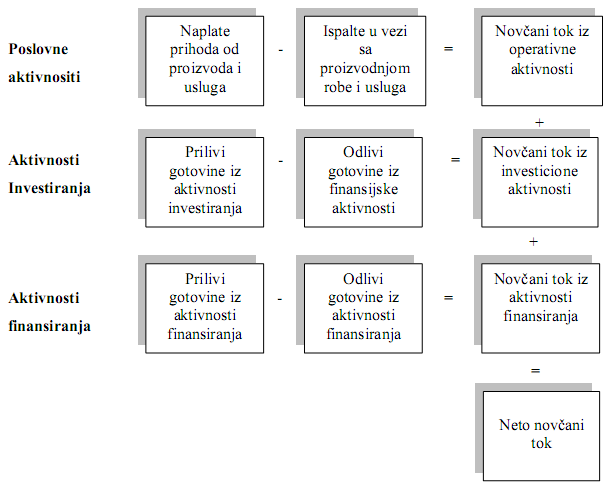 Poslovne
aktivnositi
Naplate
prihoda od
proizvoda i
usluga
-
Ispalte u vezi
sa
proizvodnjom
robe i usluga
=
Novčani tok iz
operativne
aktivnosti
+
Aktivnosti
Investiranja
Prilivi
gotovine iz
aktivnosti
investiranja
-
Odlivi
gotovine iz
finansijske
aktivnosti
=
Novčani tok iz
investicione
aktivnosti
+
Aktivnosti
finansiranja
Prilivi
gotovine iz
aktivnosti
finansiranja
-
Odlivi
gotovine iz
aktivnosti
finansiranja
=
Novčani tok iz
aktivnosti
finansiranja
=
Neto novčani
tok